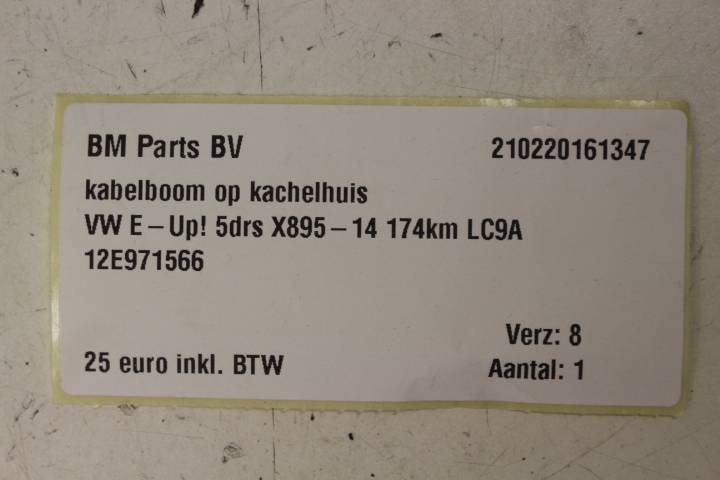 BM Parts BV 210220161347
kabelboom op kachelhuis
VW E-Up! 5drs X895-14 174km LC9A
12E971566
Verz: 8
25 euro inkl. BTW Aantal: 1